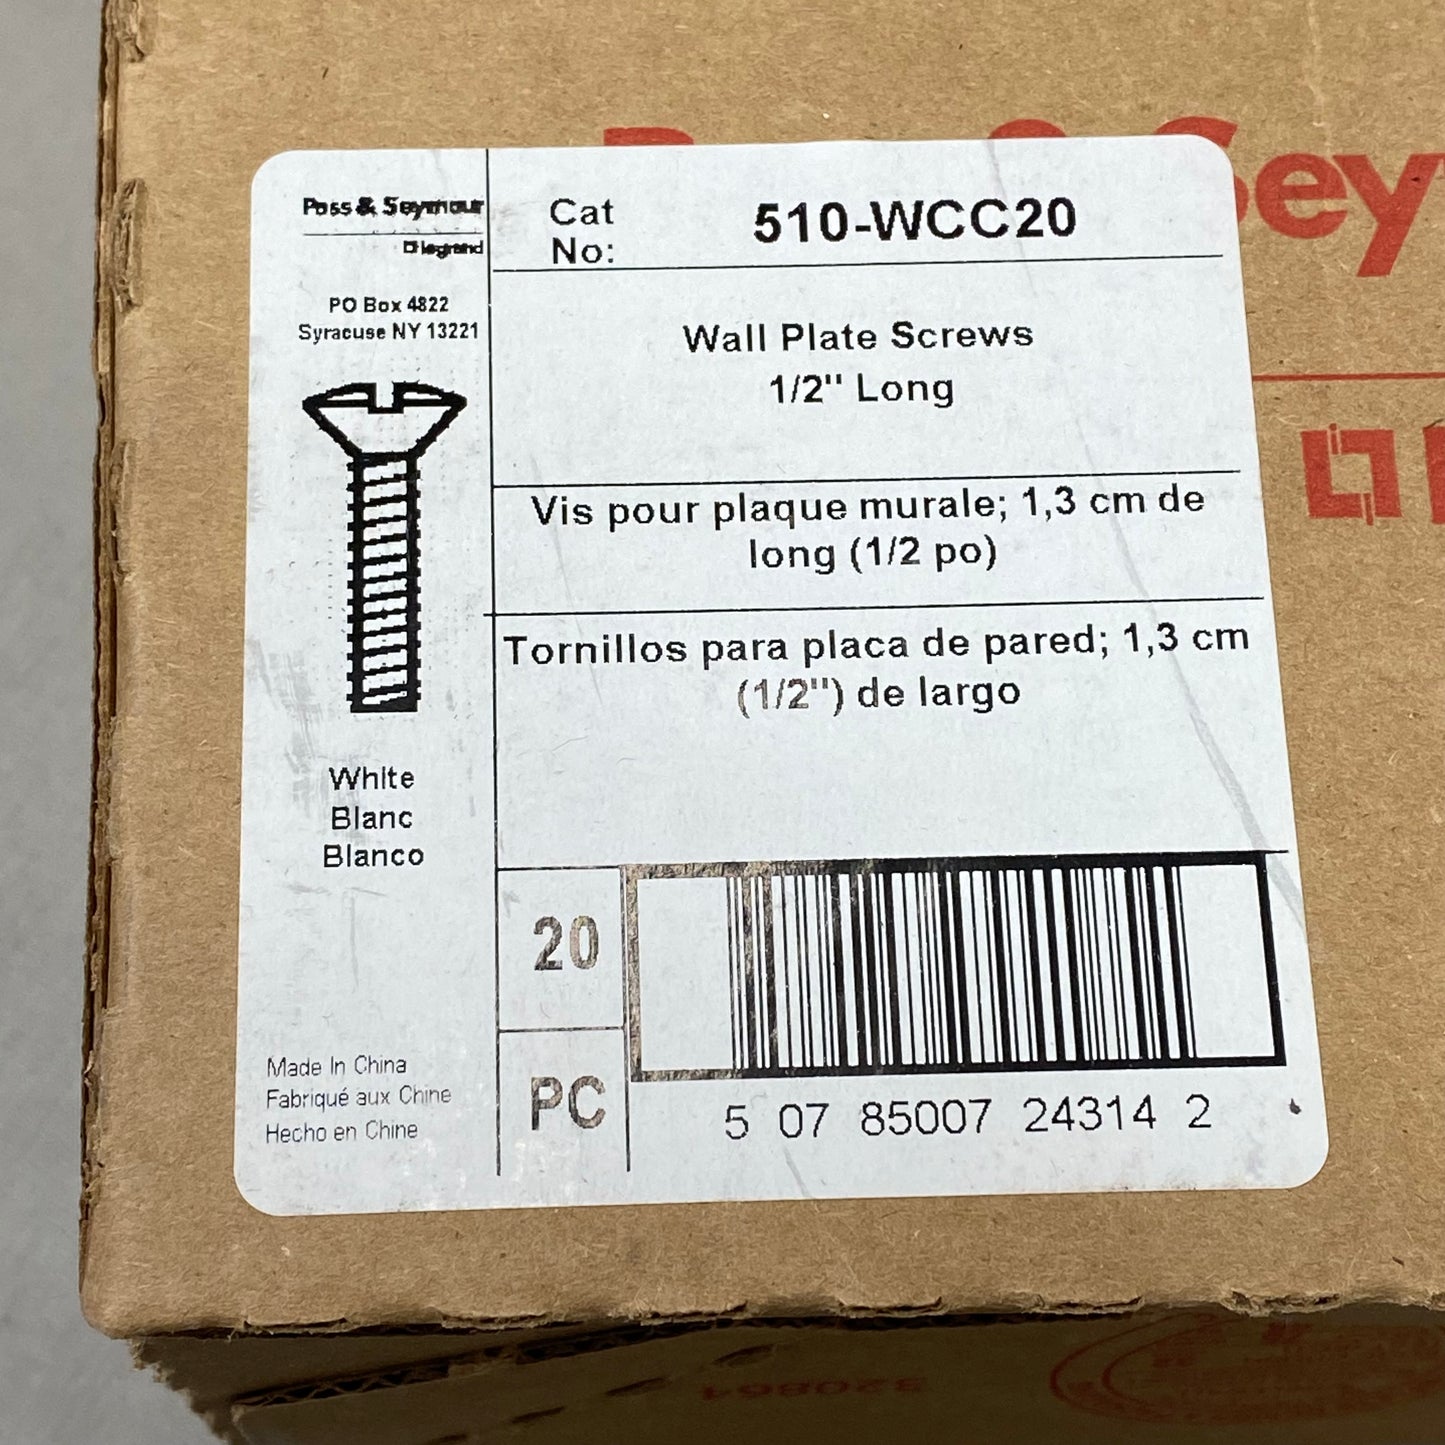 Pass & Seymour
legrand
PO Box 4822
Syracuse NY 13221
White
Blanc
Blanco
Made In China
Fabriqué aux Chine
Hecho en Chine
Cat
No:
510-WCC20
Wall Plate Screws
1/2" Long
Vis pour plaque murale; 1,3 cm de
long (1/2 po)
Tornillos para placa de pared; 1,3 cm
(1/2") de largo
20
PC
5 07 85007 24314 2